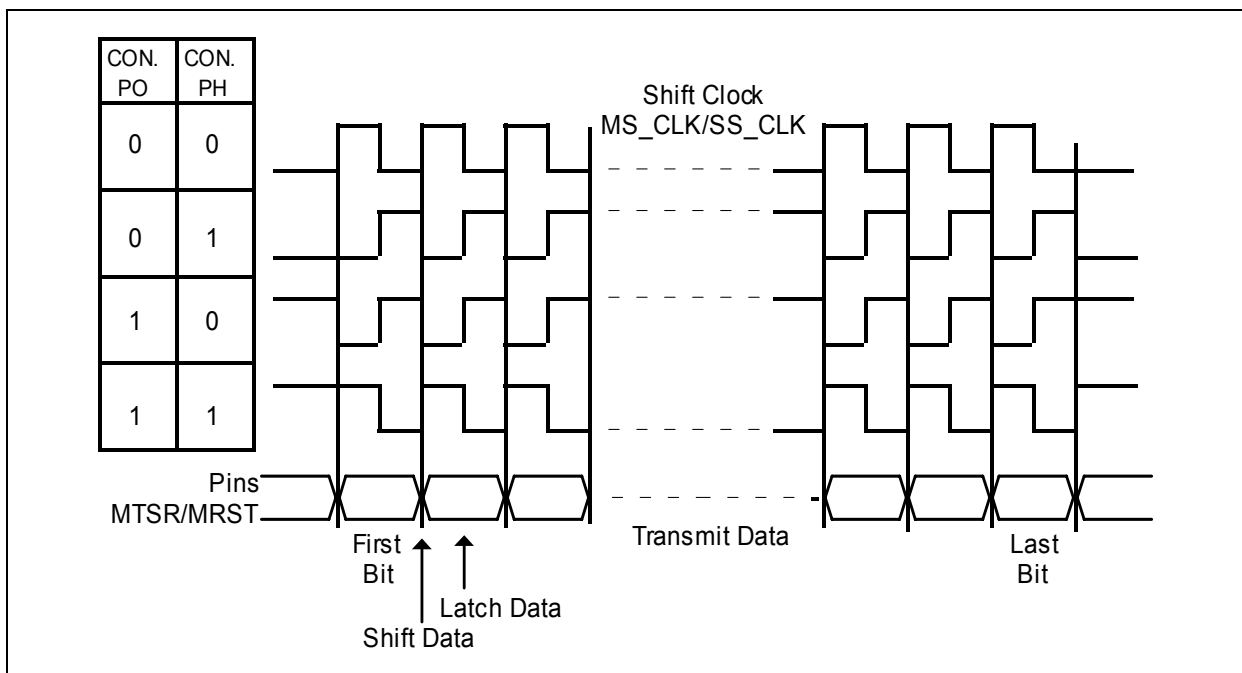 CON. CON.
PO PH
0 0
0 1
1 0
1 1
Shift Clock
MS_CLK/SS_CLK
Pins
MTSR/MRST
First
Bit
Transmit Data
Last
Bit
Latch Data
Shift Data